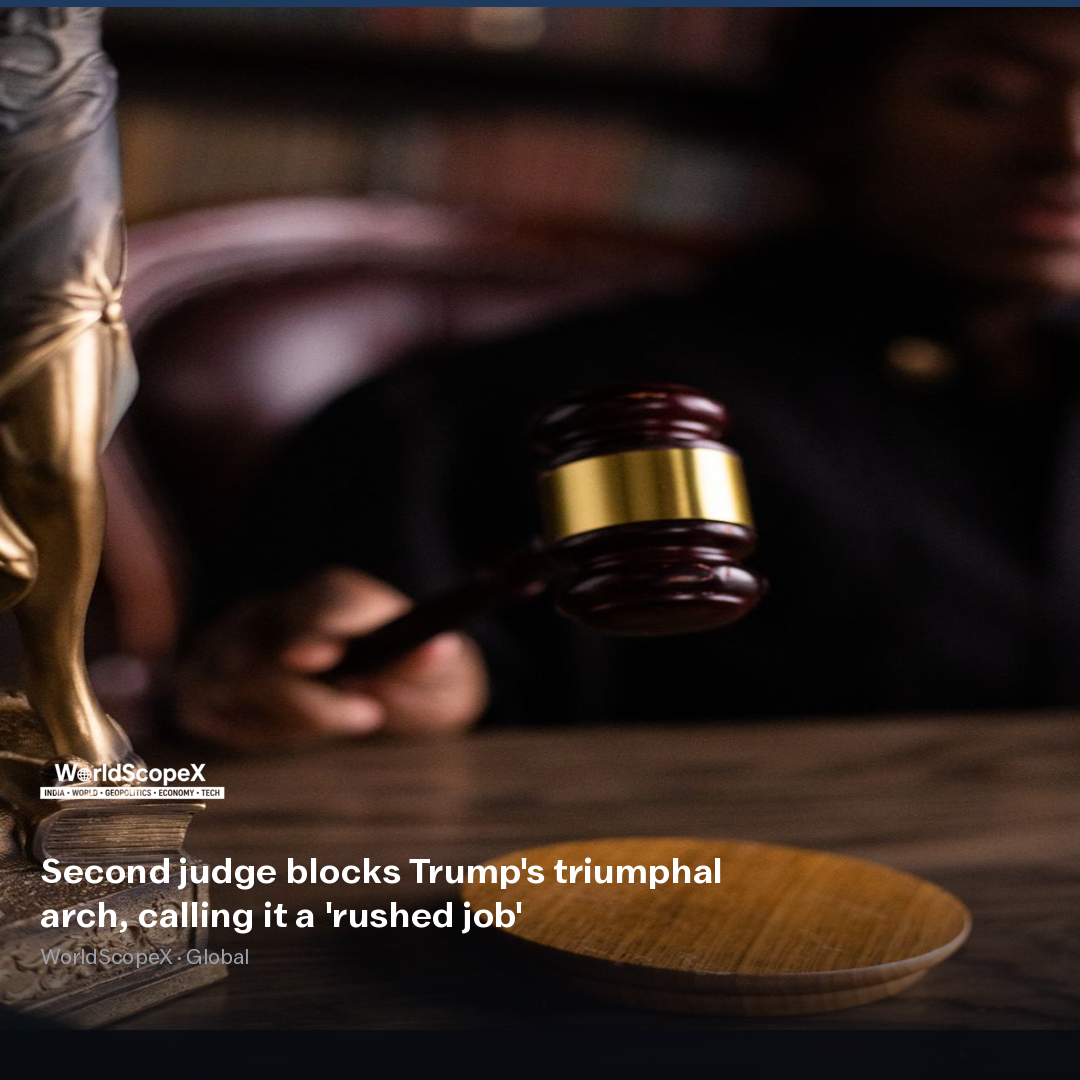 WorldScopeX
INDIA • WORLD • GEOPOLITICS • ECONOMY • TECH
Second judge blocks Trump's triumphal
arch, calling it a 'rushed job'
WorldScopeX · Global